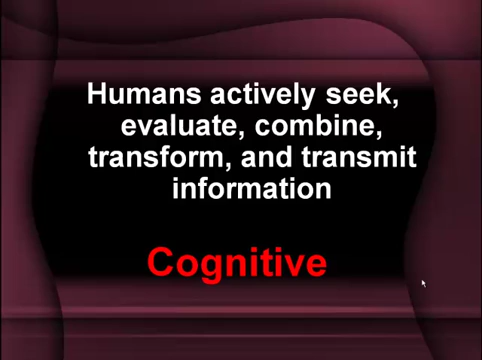 Humans actively seek,
evaluate, combine,
transform, and transmit
information
Cognitive